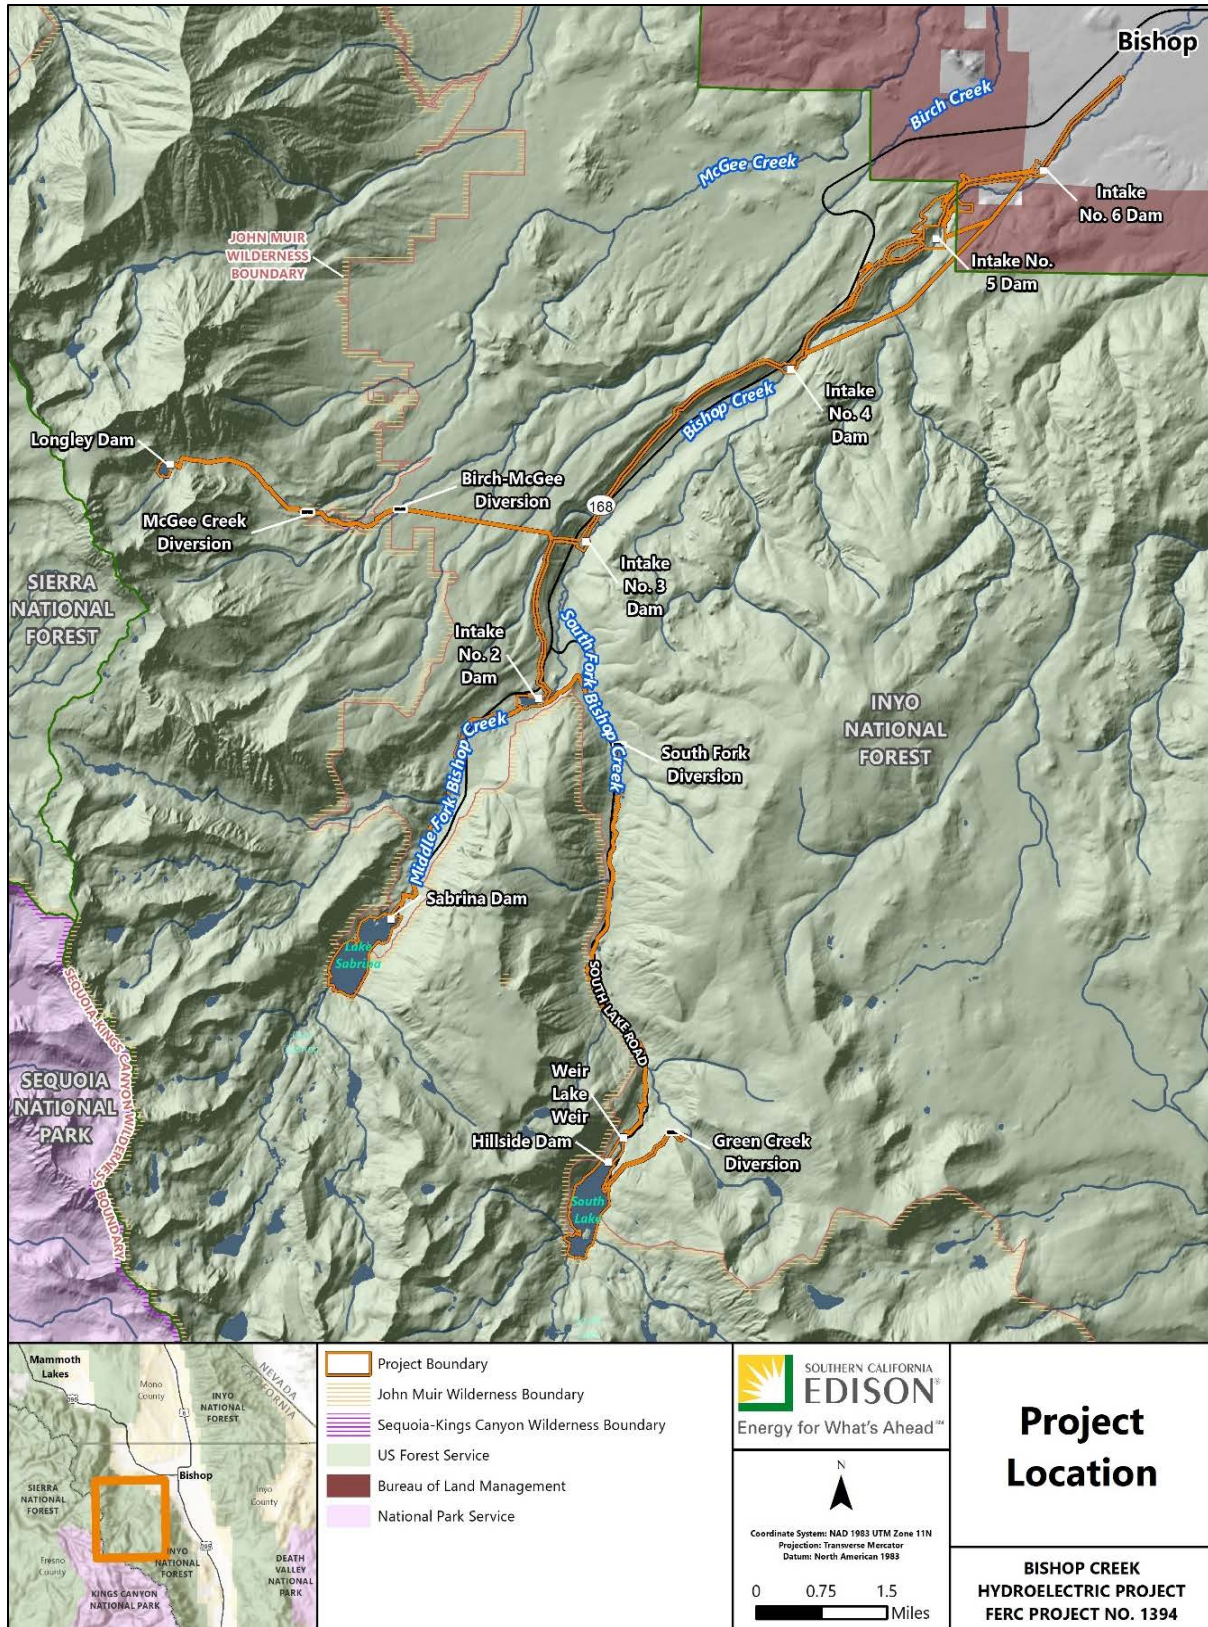 Bishop
Birch Creek
McGee Creek
Intake
No. 6 Dam
JOHN MUIR
WILDERNESS
BOUNDARY
Intake No.
5 Dam
Intake
No. 4
Dam
Bishop Creek
Longley Dam
Birch-McGee
Diversion
168
McGee Creek
Diversion
Intake
No. 3
Dam
SIERRA
NATIONAL
FOREST
South Fork Bishop Creek
Intake
No. 2
Dam
INYO
NATIONAL
FOREST
Middle Fork Bishop Creek
South Fork
Diversion
Sabrina Dam
Lake
Sabrina
SEQUOIA-KINGS CANYON WILDERNESS BOUNDARY
SOUTH LAKE ROAD
SEQUOIA
NATIONAL
PARK
Weir
Lake
Weir
Hillside Dam
Green Creek
Diversion
South
Lake
Mammoth
Lakes
Mono
County
NEVADA
CALIFORNIA
395
6
INYO
NATIONAL
FOREST
Bishop
SIERRA
NATIONAL
FOREST
Inyo
County
395
Fresno
County
INYO
NATIONAL
FOREST
DEATH
VALLEY
NATIONAL
PARK
KINGS CANYON
NATIONAL PARK
Project Boundary
John Muir Wilderness Boundary
Sequoia-Kings Canyon Wilderness Boundary
US Forest Service
Bureau of Land Management
National Park Service
SOUTHERN CALIFORNIA
EDISON®
Energy for What's Ahead℠
N
Coordinate System: NAD 1983 UTM Zone 11N
Projection: Transverse Mercator
Datum: North American 1983
0 0.75 1.5
Miles
Project
Location
BISHOP CREEK
HYDROELECTRIC PROJECT
FERC PROJECT NO. 1394